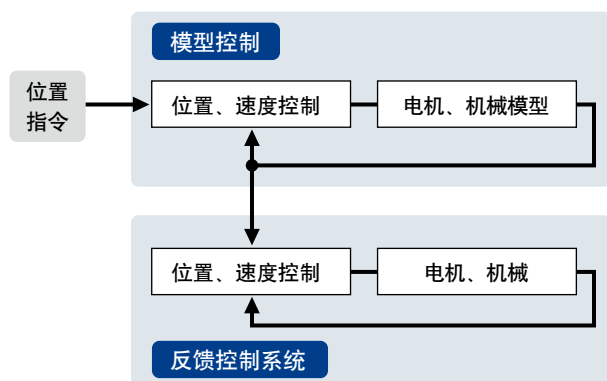 模型控制
位置
指令
位置、速度控制
电机、机械模型
位置、速度控制
电机、机械
反馈控制系统